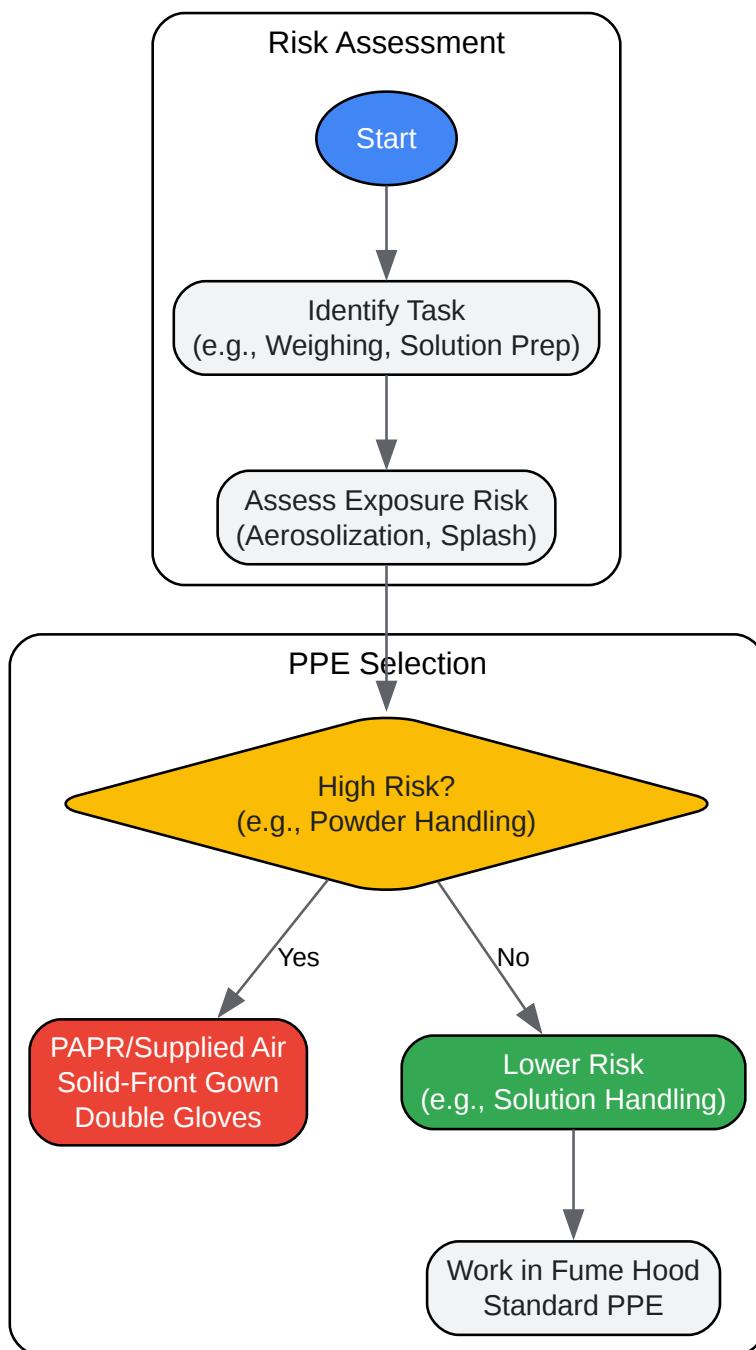 Risk Assessment
Start
Identify Task
(e.g., Weighing, Solution Prep)
Assess Exposure Risk
(Aerosolization, Splash)
PPE Selection
High Risk?
(e.g., Powder Handling)
Yes
No
PAPR/Supplied Air
Solid-Front Gown
Double Gloves
Lower Risk
(e.g., Solution Handling)
Work in Fume Hood
Standard PPE